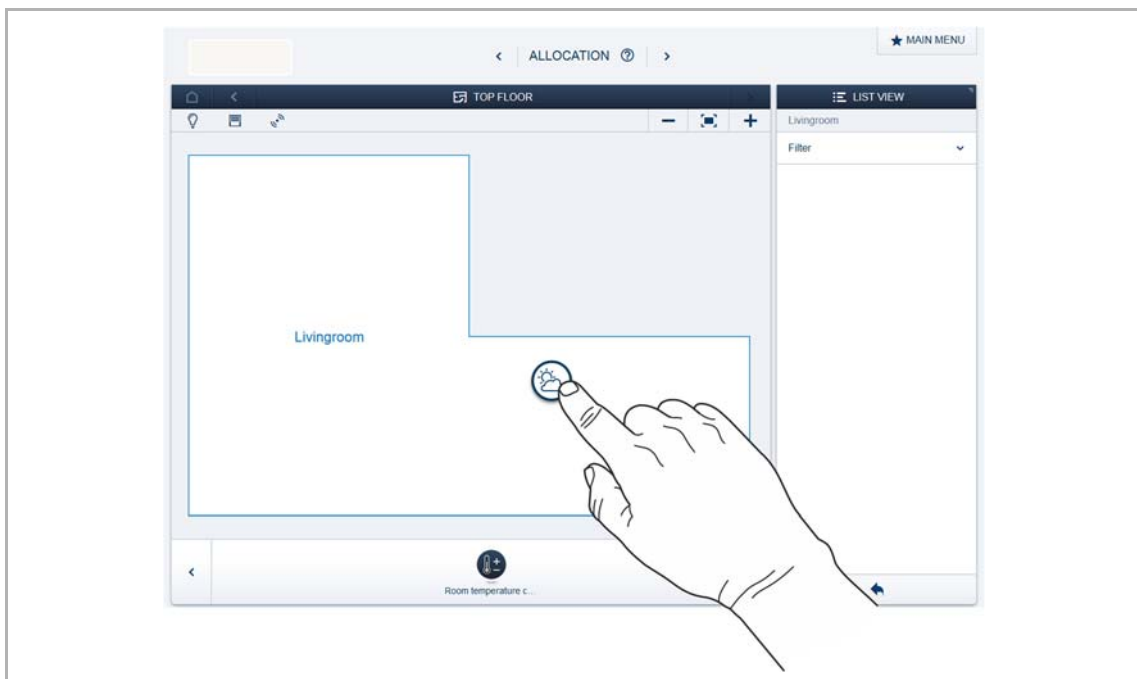 MAIN MENU
ALLOCATION
TOP FLOOR
LIST VIEW
Livingroom
Filter
Livingroom
Room temperature c...